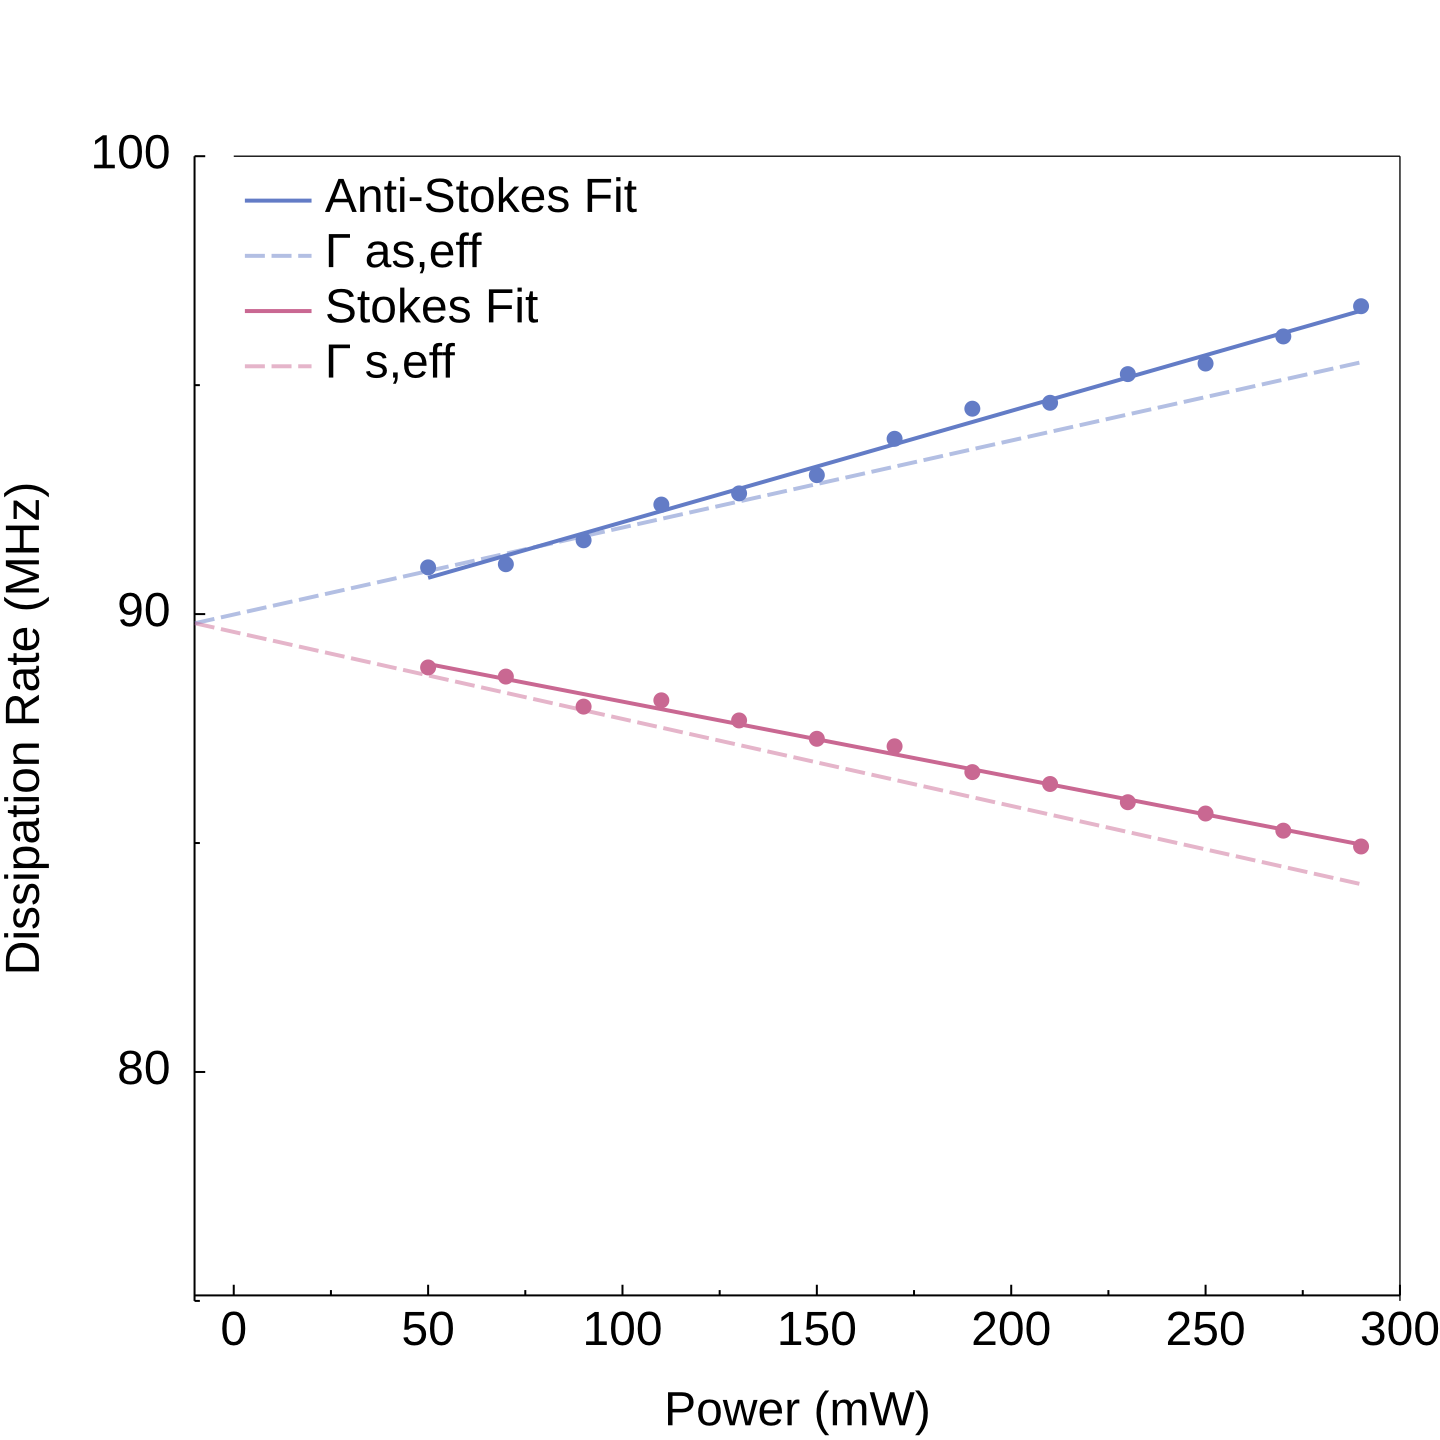 100
Anti-Stokes Fit
Γ as,eff
Stokes Fit
Γ s,eff
Dissipation Rate (MHz)
90
80
0 50 100 150 200 250 300
Power (mW)